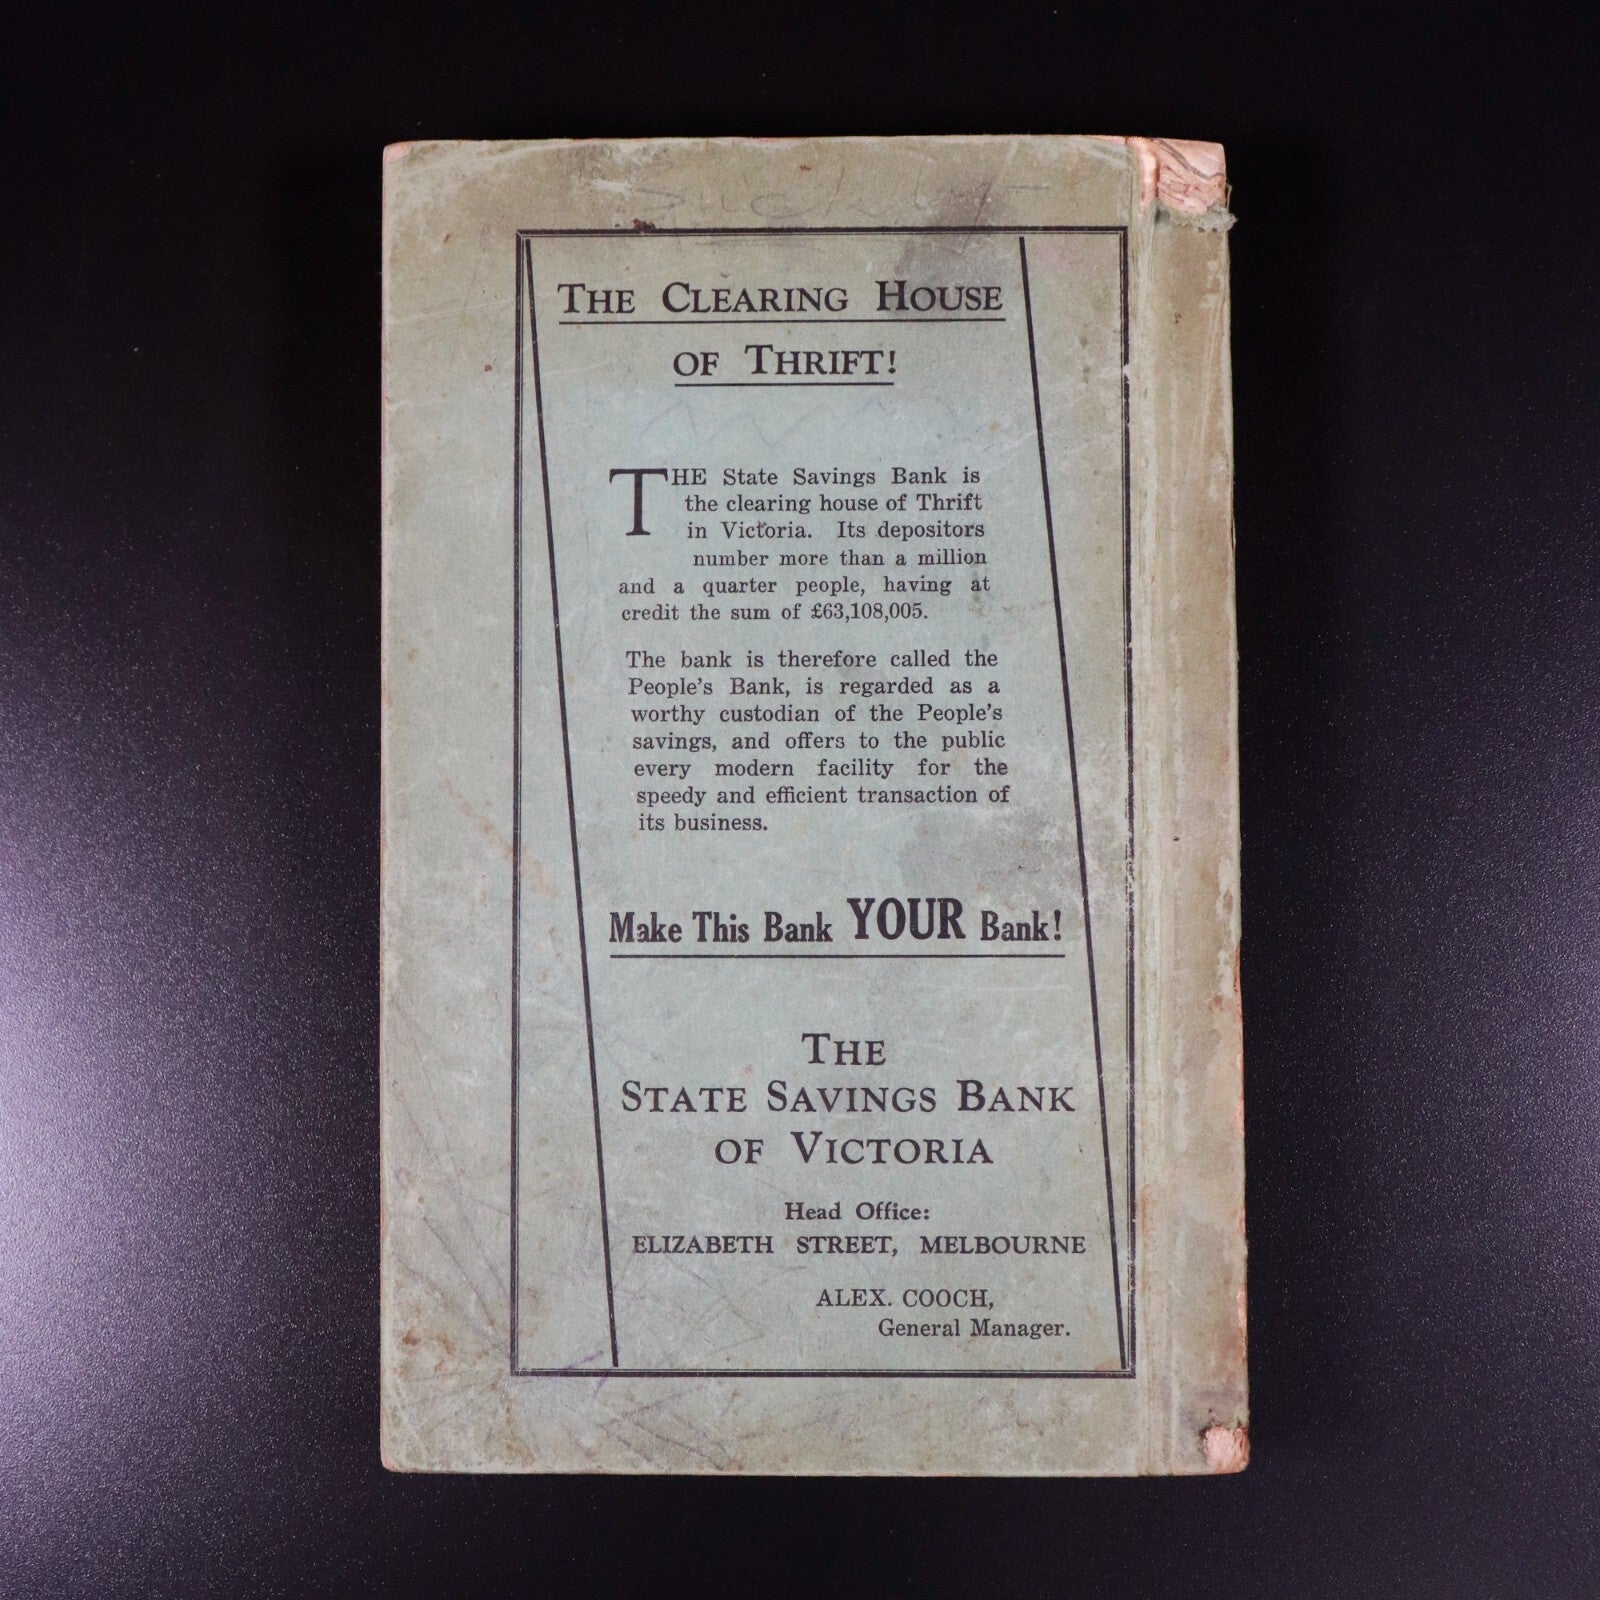 THE CLEARING HOUSE
OF THRIFT!
THE State Savings Bank is
the clearing house of Thrift
in Victoria. Its depositors
number more than a million
and a quarter people, having at
credit the sum of £63,108,005.
The bank is therefore called the
People's Bank, is regarded as a
worthy custodian of the People's
savings, and offers to the public
every modern facility for the
speedy and efficient transaction of
its business.
Make This Bank YOUR Bank!
THE
STATE SAVINGS BANK
OF VICTORIA
Head Office:
ELIZABETH STREET, MELBOURNE
ALEX. COOCH,
General Manager.